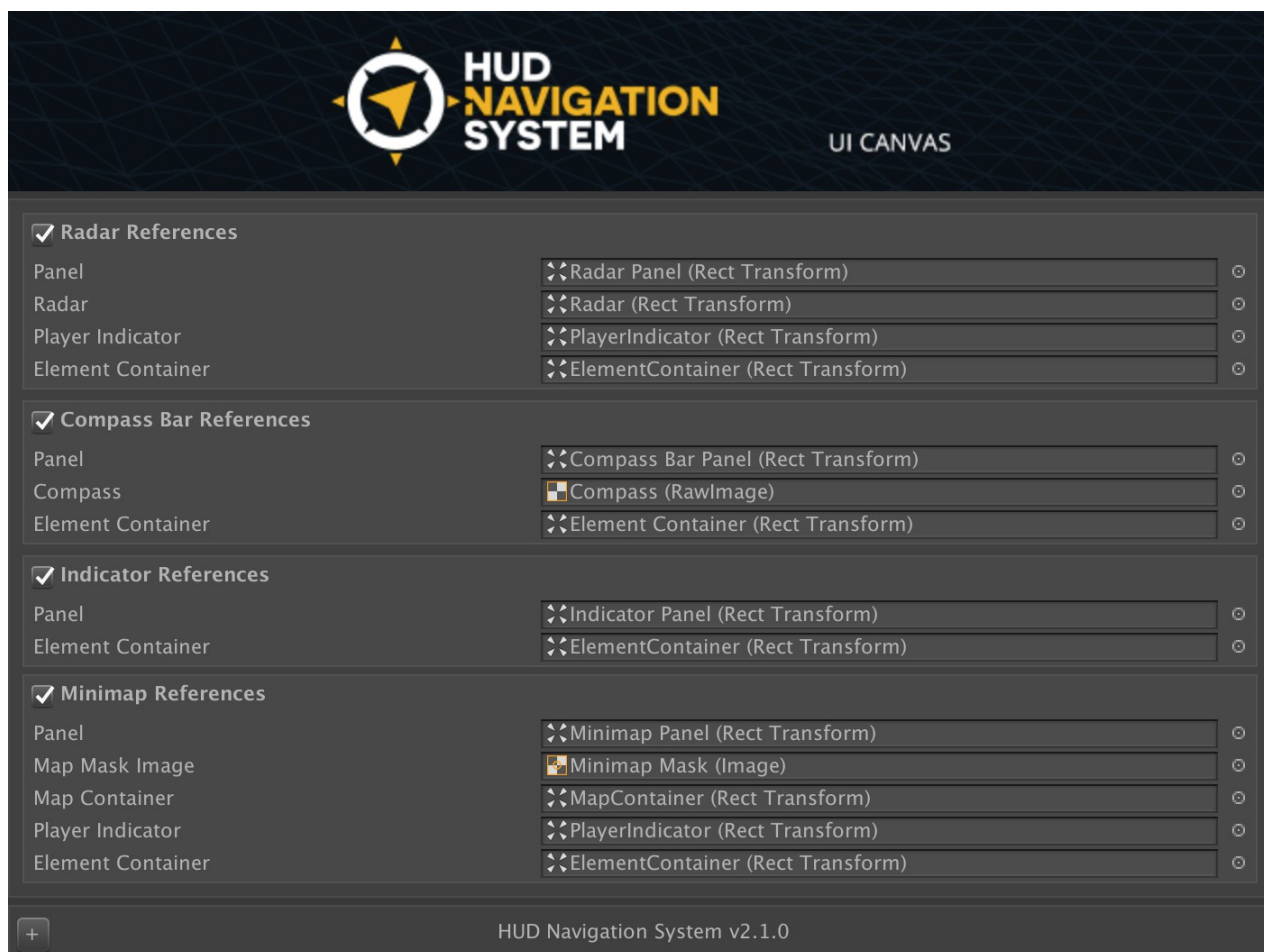 HUD
NAVIGATION
SYSTEM
UI CANVAS
Radar References
Panel Radar Panel (Rect Transform)
Radar Radar (Rect Transform)
Player Indicator PlayerIndicator (Rect Transform)
Element Container ElementContainer (Rect Transform)
Compass Bar References
Panel Compass Bar Panel (Rect Transform)
Compass Compass (RawImage)
Element Container Element Container (Rect Transform)
Indicator References
Panel Indicator Panel (Rect Transform)
Element Container ElementContainer (Rect Transform)
Minimap References
Panel Minimap Panel (Rect Transform)
Map Mask Image Minimap Mask (Image)
Map Container MapContainer (Rect Transform)
Player Indicator PlayerIndicator (Rect Transform)
Element Container ElementContainer (Rect Transform)
+ HUD Navigation System v2.1.0